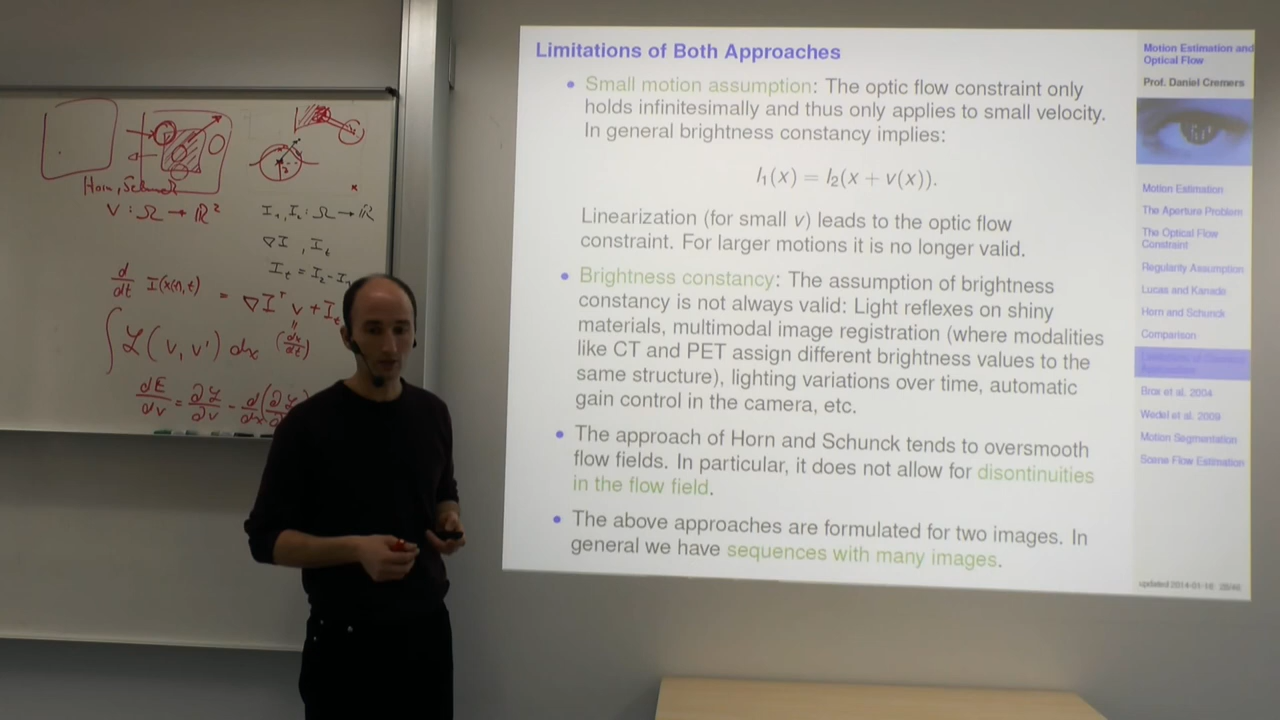 Limitations of Both Approaches
• Small motion assumption: The optic flow constraint only
holds infinitesimally and thus only applies to small velocity.
In general brightness constancy implies:
I₁(x) = I₂(x + v(x)).
Linearization (for small v) leads to the optic flow
constraint. For larger motions it is no longer valid.
• Brightness constancy: The assumption of brightness
constancy is not always valid: Light reflexes on shiny
materials, multimodal image registration (where modalities
like CT and PET assign different brightness values to the
same structure), lighting variations over time, automatic
gain control in the camera, etc.
• The approach of Horn and Schunck tends to oversmooth
flow fields. In particular, it does not allow for discontinuities
in the flow field.
• The above approaches are formulated for two images. In
general we have sequences with many images.
Motion Estimation and
Optical Flow
Prof. Daniel Cremers
Motion Estimation
The Aperture Problem
The Optical Flow
Constraint
Regularity Assumption
Lucas and Kanade
Horn and Schunck
Comparison
Brox et al. 2004
Wedel et al. 2009
Motion Segmentation
Scene Flow Estimation
updated 2014-01-16
Horn, Schunck
v : Ω → ℝ²
I₁, I₂ : Ω → ℝ
∇I , Iₜ
Iₜ = I₂ - I₁
d/dt I(x(t), t) = ∇Iᵀ v + Iₜ
∫ ℒ(v, v') dx (dx/dt)
dE/dv = ∂ℒ/∂v - d/dx(∂ℒ